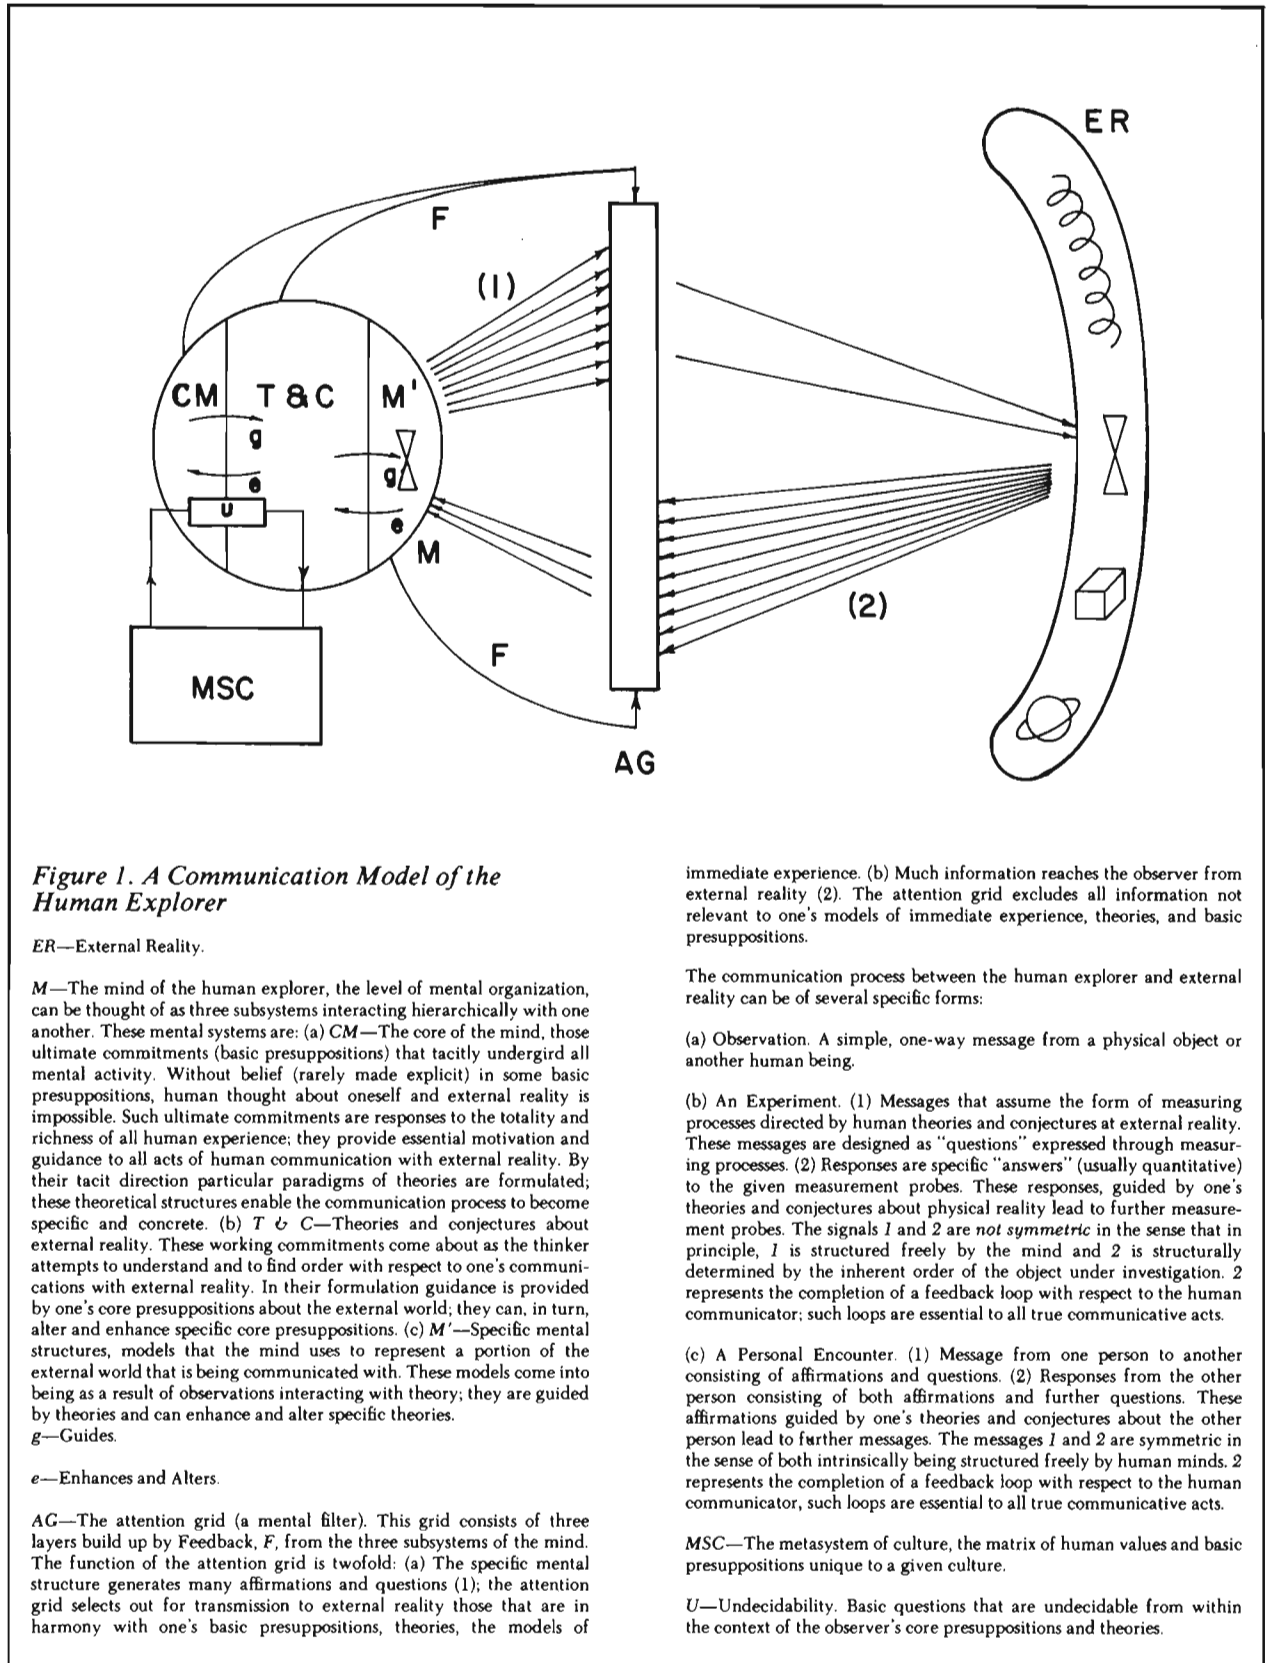 ER
F
(1)
CM T & C M'
g
g
e
U
e
M
(2)
F
MSC
AG
Figure 1. A Communication Model of the
Human Explorer
ER—External Reality.
M—The mind of the human explorer, the level of mental organization,
can be thought of as three subsystems interacting hierarchically with one
another. These mental systems are: (a) CM—The core of the mind, those
ultimate commitments (basic presuppositions) that tacitly undergird all
mental activity. Without belief (rarely made explicit) in some basic
presuppositions, human thought about oneself and external reality is
impossible. Such ultimate commitments are responses to the totality and
richness of all human experience; they provide essential motivation and
guidance to all acts of human communication with external reality. By
their tacit direction particular paradigms of theories are formulated;
these theoretical structures enable the communication process to become
specific and concrete. (b) T & C—Theories and conjectures about
external reality. These working commitments come about as the thinker
attempts to understand and to find order with respect to one's communi-
cations with external reality. In their formulation guidance is provided
by one's core presuppositions about the external world; they can, in turn,
alter and enhance specific core presuppositions. (c) M'—Specific mental
structures, models that the mind uses to represent a portion of the
external world that is being communicated with. These models come into
being as a result of observations interacting with theory; they are guided
by theories and can enhance and alter specific theories.
g—Guides.
e—Enhances and Alters.
AG—The attention grid (a mental filter). This grid consists of three
layers build up by Feedback, F, from the three subsystems of the mind.
The function of the attention grid is twofold: (a) The specific mental
structure generates many affirmations and questions (1); the attention
grid selects out for transmission to external reality those that are in
harmony with one's basic presuppositions, theories, the models of
immediate experience. (b) Much information reaches the observer from
external reality (2). The attention grid excludes all information not
relevant to one's models of immediate experience, theories, and basic
presuppositions.
The communication process between the human explorer and external
reality can be of several specific forms:
(a) Observation. A simple, one-way message from a physical object or
another human being.
(b) An Experiment. (1) Messages that assume the form of measuring
processes directed by human theories and conjectures at external reality.
These messages are designed as "questions" expressed through measur-
ing processes. (2) Responses are specific "answers" (usually quantitative)
to the given measurement probes. These responses, guided by one's
theories and conjectures about physical reality lead to further measure-
ment probes. The signals 1 and 2 are not symmetric in the sense that in
principle, 1 is structured freely by the mind and 2 is structurally
determined by the inherent order of the object under investigation. 2
represents the completion of a feedback loop with respect to the human
communicator; such loops are essential to all true communicative acts.
(c) A Personal Encounter. (1) Message from one person to another
consisting of affirmations and questions. (2) Responses from the other
person consisting of both affirmations and further questions. These
affirmations guided by one's theories and conjectures about the other
person lead to further messages. The messages 1 and 2 are symmetric in
the sense of both intrinsically being structured freely by human minds. 2
represents the completion of a feedback loop with respect to the human
communicator, such loops are essential to all true communicative acts.
MSC—The metasystem of culture, the matrix of human values and basic
presuppositions unique to a given culture.
U—Undecidability. Basic questions that are undecidable from within
the context of the observer's core presuppositions and theories.